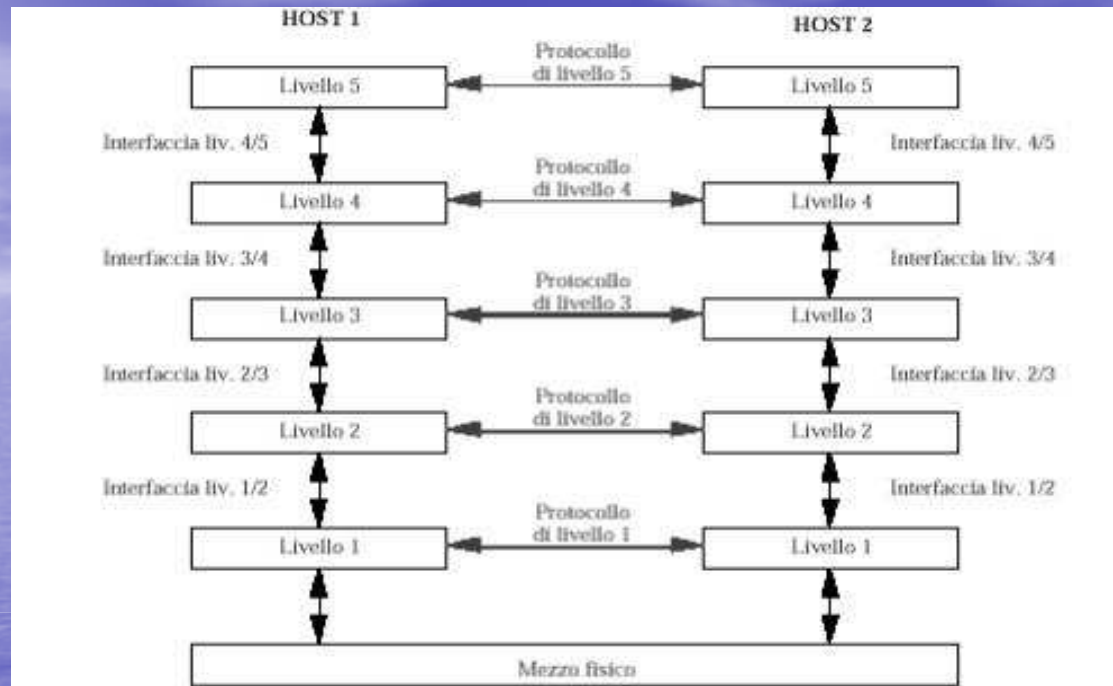 HOST 1
HOST 2
Protocollo
di livello 5
Livello 5
Livello 5
Interfaccia liv. 4/5
Interfaccia liv. 4/5
Protocollo
di livello 4
Livello 4
Livello 4
Interfaccia liv. 3/4
Interfaccia liv. 3/4
Protocollo
di livello 3
Livello 3
Livello 3
Interfaccia liv. 2/3
Interfaccia liv. 2/3
Protocollo
di livello 2
Livello 2
Livello 2
Interfaccia liv. 1/2
Interfaccia liv. 1/2
Protocollo
di livello 1
Livello 1
Livello 1
Mezzo fisico